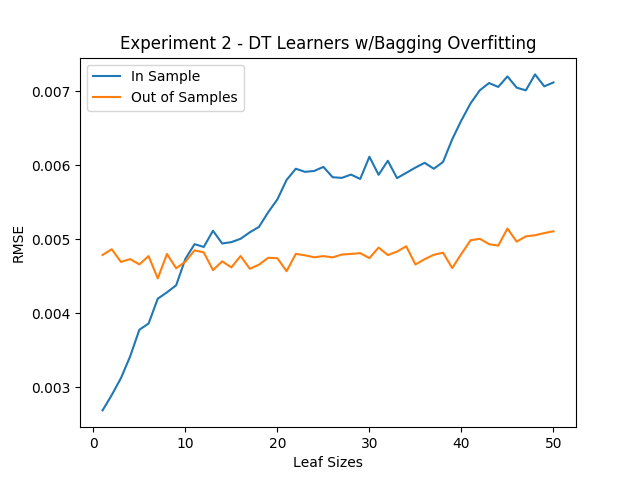 Experiment 2 - DT Learners w/Bagging Overfitting
In Sample
Out of Samples
0.007
0.006
0.005
0.004
0.003
RMSE
0 10 20 30 40 50
Leaf Sizes